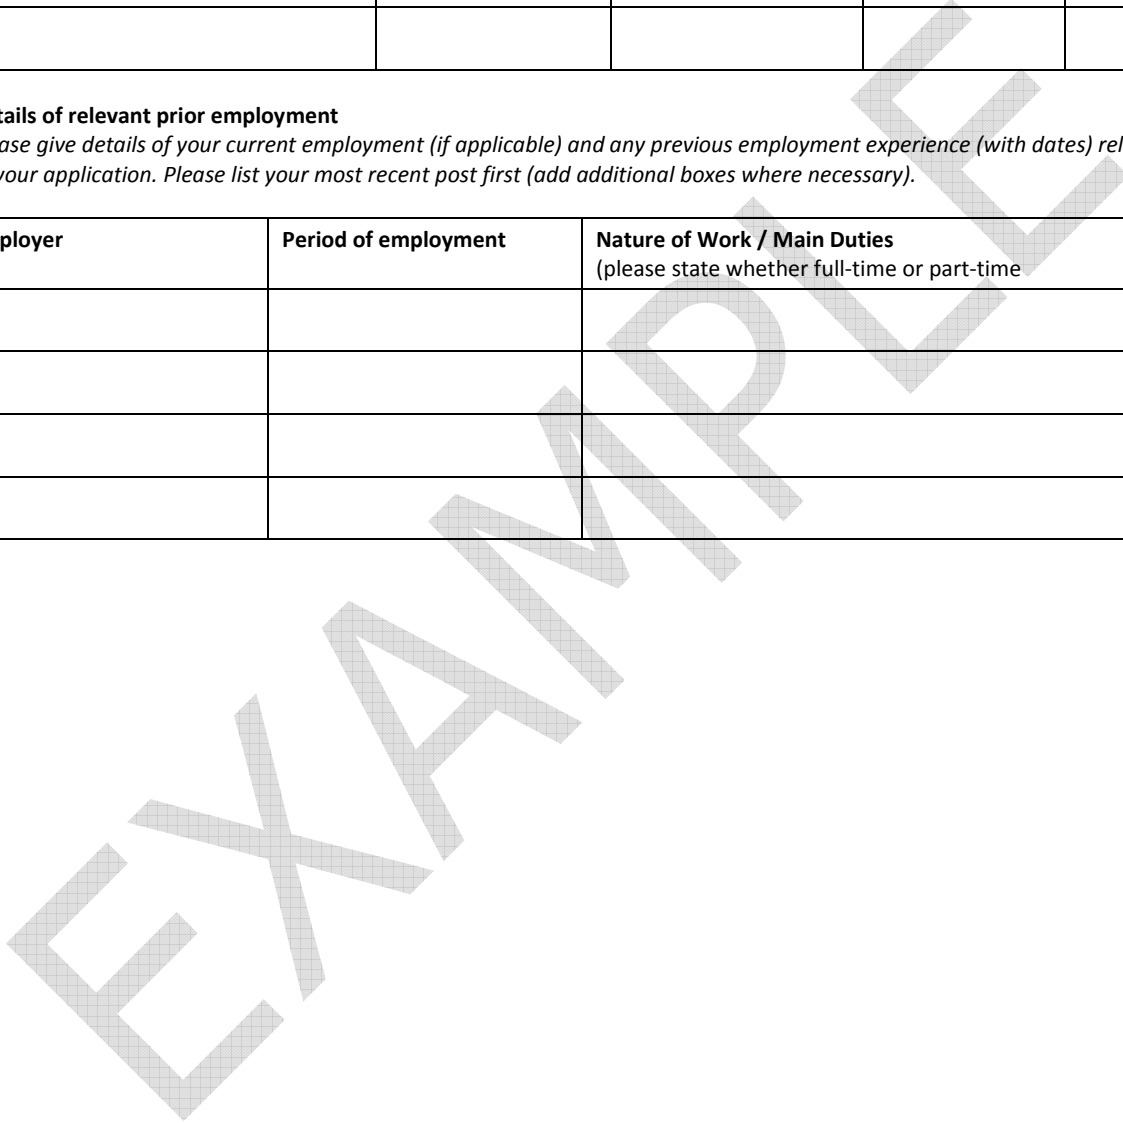 tails of relevant prior employment
ase give details of your current employment (if applicable) and any previous employment experience (with dates) rel
your application. Please list your most recent post first (add additional boxes where necessary).
ployer Period of employment Nature of Work / Main Duties
(please state whether full-time or part-time
EXAMPLE